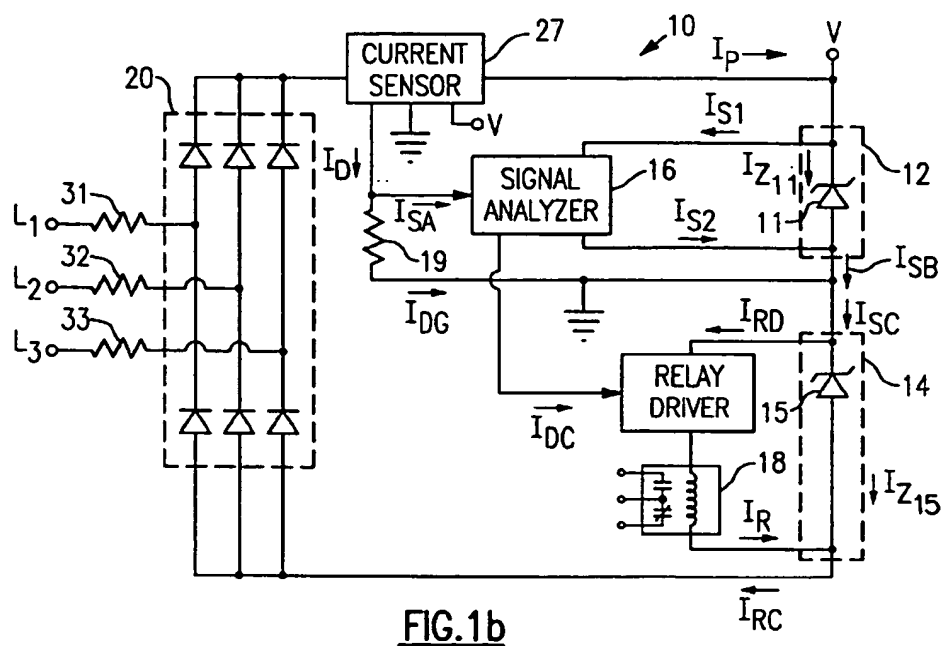 27
10
V
CURRENT
SENSOR
I_P
20
V
I_S1
I_D
I_Z11
12
31
SIGNAL
ANALYZER
16
L1
I_SA
11
I_S2
32
19
L2
I_SB
I_DG
33
I_SC
L3
I_RD
RELAY
DRIVER
14
15
I_DC
18
I_Z15
I_R
I_RC
FIG.1b